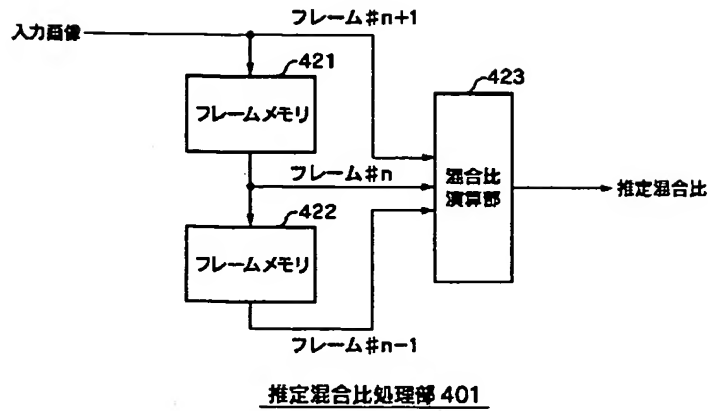 フレーム#n+1
入力画像
421
フレームメモリ
423
混合比
演算部
推定混合比
フレーム#n
422
フレームメモリ
フレーム#n-1
推定混合比処理部 401